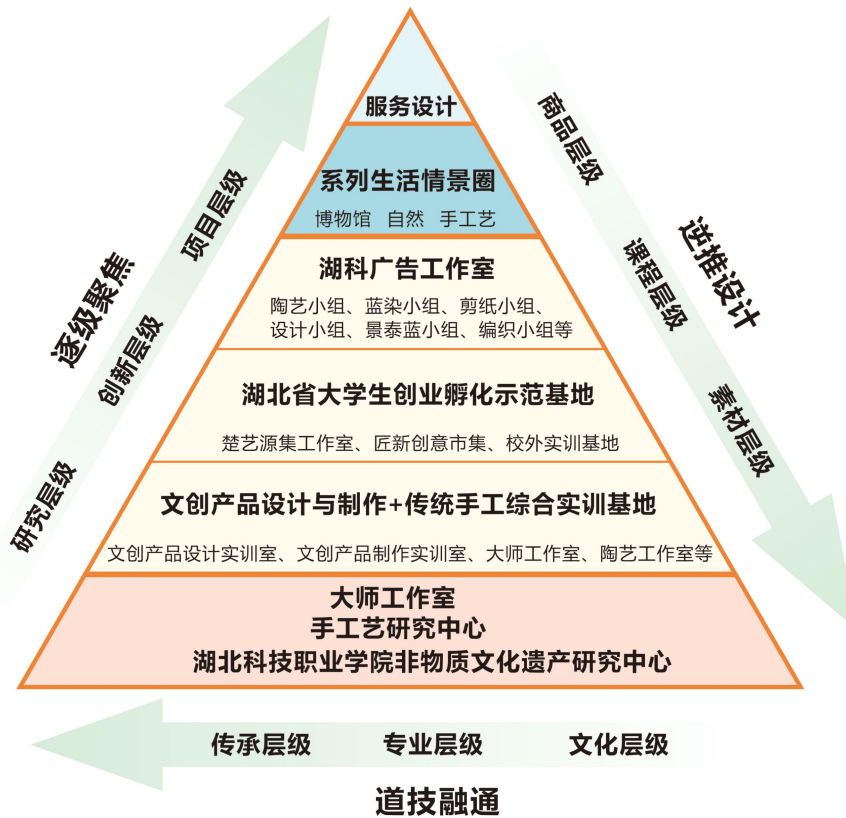 服务设计
系列生活情景圈
博物馆 自然 手工艺
湖科广告工作室
陶艺小组、蓝染小组、剪纸小组、
设计小组、景泰蓝小组、编织小组等
湖北省大学生创业孵化示范基地
楚艺源集工作室、匠新创意市集、校外实训基地
文创产品设计与制作+传统手工综合实训基地
文创产品设计实训室、文创产品制作实训室、大师工作室、陶艺工作室等
大师工作室
手工艺研究中心
湖北科技职业学院非物质文化遗产研究中心
逐级聚焦
研究层级
创新层级
项目层级
逆推设计
商品层级
课程层级
素材层级
传承层级 专业层级 文化层级
道技融通